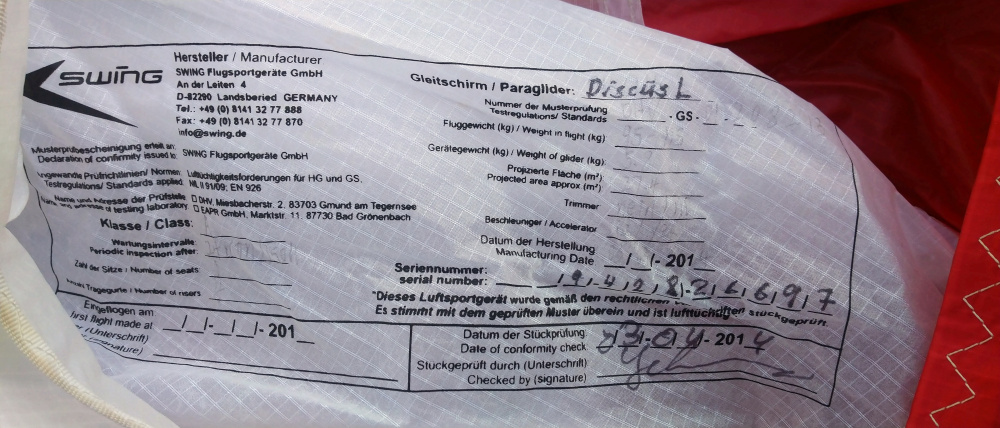 swing
Hersteller / Manufacturer
SWING Flugsportgeräte GmbH
An der Leiten 4
D-82290 Landsberied GERMANY
Tel.: +49 (0) 8141 32 77 888
Fax: +49 (0) 8141 32 77 870
info@swing.de
Musterprüfbescheinigung erteilt an:
Declaration of conformity issued to: SWING Flugsportgeräte GmbH
Angewandte Prüfrichtlinien/ Normen: Lufttüchtigkeitsforderungen für HG und GS,
Testregulations/ Standards applied: NfL II 91/09; EN 926
Name und Adresse der Prüfstelle DHV, Miesbacherstr. 2. 83703 Gmund am Tegernsee
Name and adresse of testing laboratory EAPR GmbH, Marktstr. 11. 87730 Bad Grönenbach
Klasse / Class:
Wartungsintervalle:
Periodic inspection after:
Zahl der Sitze / Number of seats
Tragegurte / Number of risers
Eingeflogen am
first flight made at _/_/-_/_/- 201_
(Unterschrift)
Gleitschirm / Paraglider: Discus L
Nummer der Musterprüfung
Testregulations/ Standards - GS -
Fluggewicht (kg) / Weight in flight (kg)
Gerätegewicht (kg) / Weight of glider (kg)
Projizierte Fläche (m²):
Projected area approx (m²):
Trimmer
Beschleuniger / Accelerator
Datum der Herstellung
Manufacturing Date _/_/- 201_
Seriennummer:
serial number:
"Dieses Luftsportgerät wurde gemäß den rechtlichen stückgeprüft.
Es stimmt mit dem geprüften Muster überein und ist lufttüchtig
Datum der Stückprüfung:
Date of conformity check: 201 4
Stückgeprüft durch (Unterschrift)
Checked by (signature)